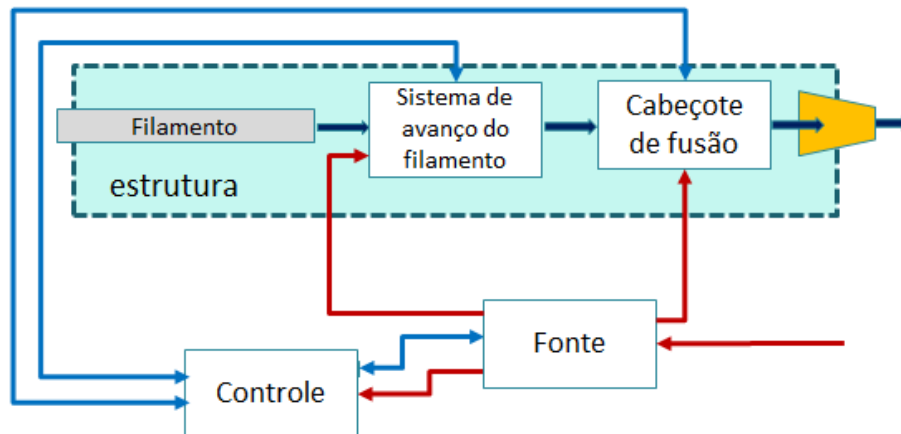 Filamento
Sistema de
avanço do
filamento
Cabeçote
de fusão
estrutura
Fonte
Controle